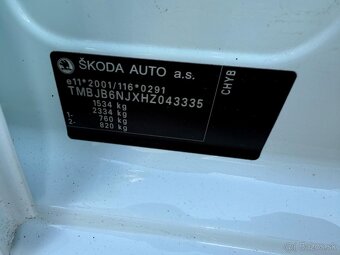 ŠKODA AUTO a.s.
e11*2001/116*0291
TMBJB6NJXHZ043335
1534 kg
2334 kg
1- 760 kg
2- 820 kg
CHYB